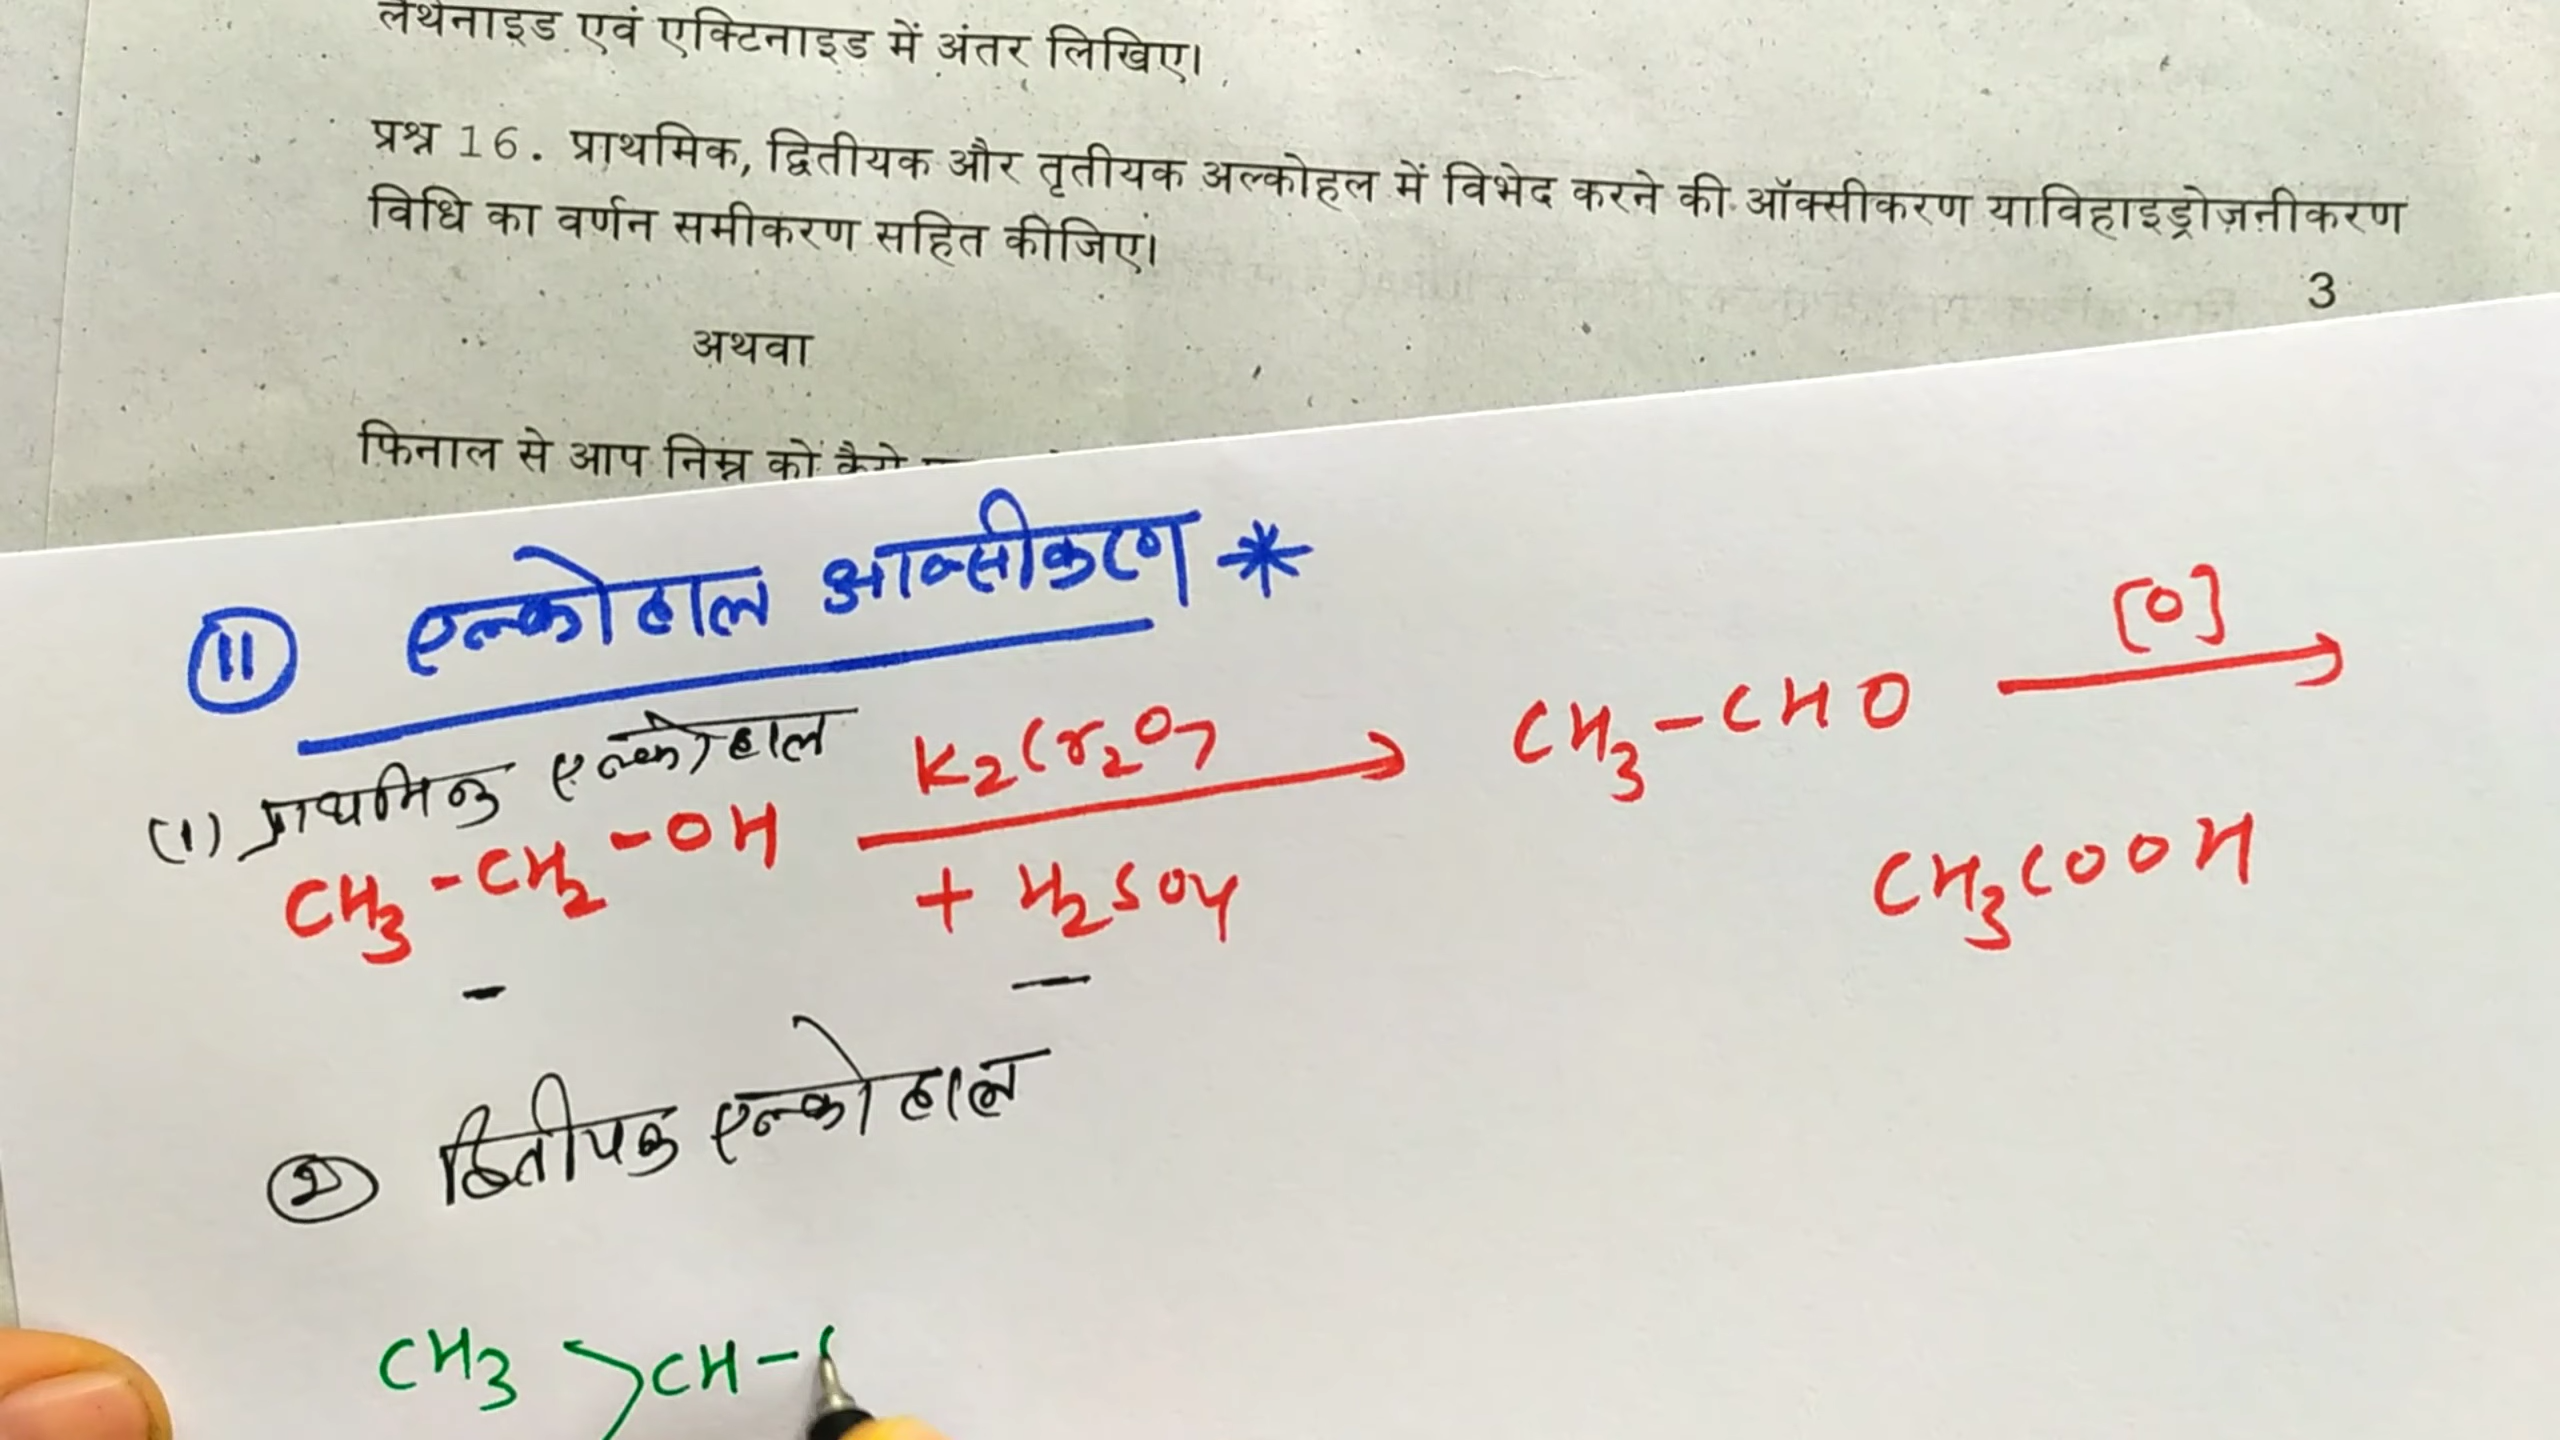 लेंथेनाइड एवं एक्टिनाइड में अंतर लिखिए।
प्रश्न 16. प्राथमिक, द्वितीयक और तृतीयक अल्कोहल में विभेद करने की ऑक्सीकरण याविहाइड्रोज़नीकरण
विधि का वर्णन समीकरण सहित कीजिए।
3
अथवा
फिनाल से आप निम्न को कैसे
(11) एल्कोहाल आक्सीकरण *
(1) प्राथमिक एल्कोहाल
CH3-CH2-OH K2Cr2O7 + H2SO4 → CH3-CHO [O] →
CH3COOH
(2) द्वितीयक एल्कोहाल
CH3 >CH-